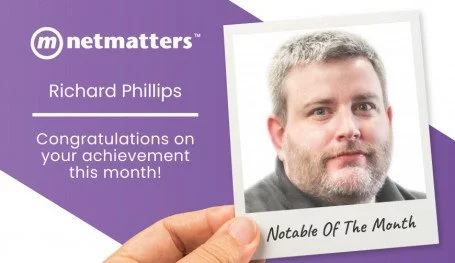 m netmatters™
Richard Phillips
Congratulations on
your achievement
this month!
Notable Of The Month